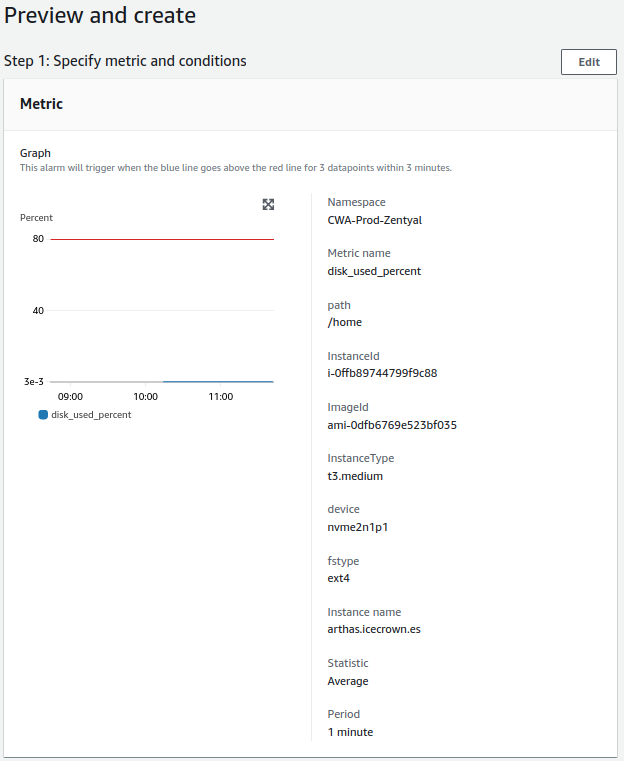 Preview and create
Step 1: Specify metric and conditions
Edit
Metric
Graph
This alarm will trigger when the blue line goes above the red line for 3 datapoints within 3 minutes.
Percent
80
40
3e-3
09:00 10:00 11:00
disk_used_percent
Namespace
CWA-Prod-Zentyal
Metric name
disk_used_percent
path
/home
InstanceId
i-0ffb89744799f9c88
ImageId
ami-0dfb6769e523bf035
InstanceType
t3.medium
device
nvme2n1p1
fstype
ext4
Instance name
arthas.icecrown.es
Statistic
Average
Period
1 minute